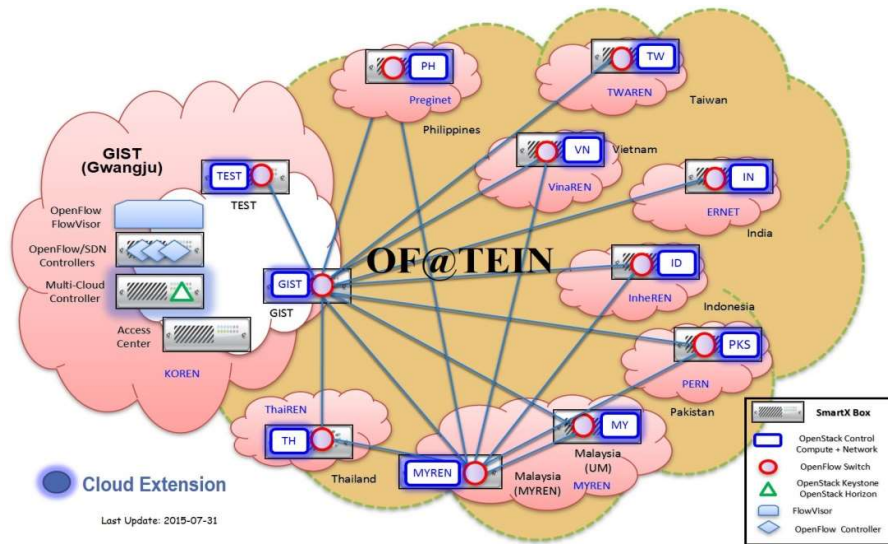 PH
Preginet
Philippines
TW
TWAREN
Taiwan
GIST
(Gwangju)
TEST
TEST
VN
Vietnam
VinaREN
IN
ERNET
India
OpenFlow
FlowVisor
OpenFlow/SDN
Controllers
Multi-Cloud
Controller
Access
Center
KOREN
GIST
GIST
OF@TEIN
ID
InheREN
Indonesia
PKS
PERN
Pakistan
ThaiREN
TH
Thailand
MYREN
Malaysia
(MYREN)
MY
Malaysia
(UM)
MYREN
Cloud Extension
Last Update: 2015-07-31
SmartX Box
OpenStack Control
Compute + Network
OpenFlow Switch
OpenStack Keystone
OpenStack Horizon
FlowVisor
OpenFlow Controller